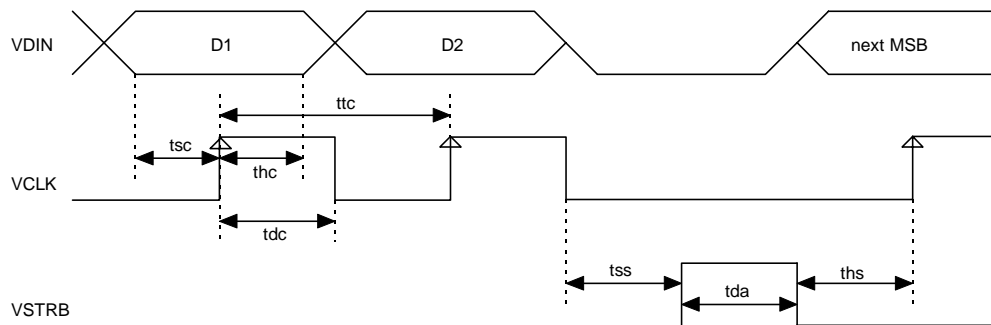 VDIN
D1
D2
next MSB
ttc
tsc
thc
VCLK
tdc
tss
tda
ths
VSTRB